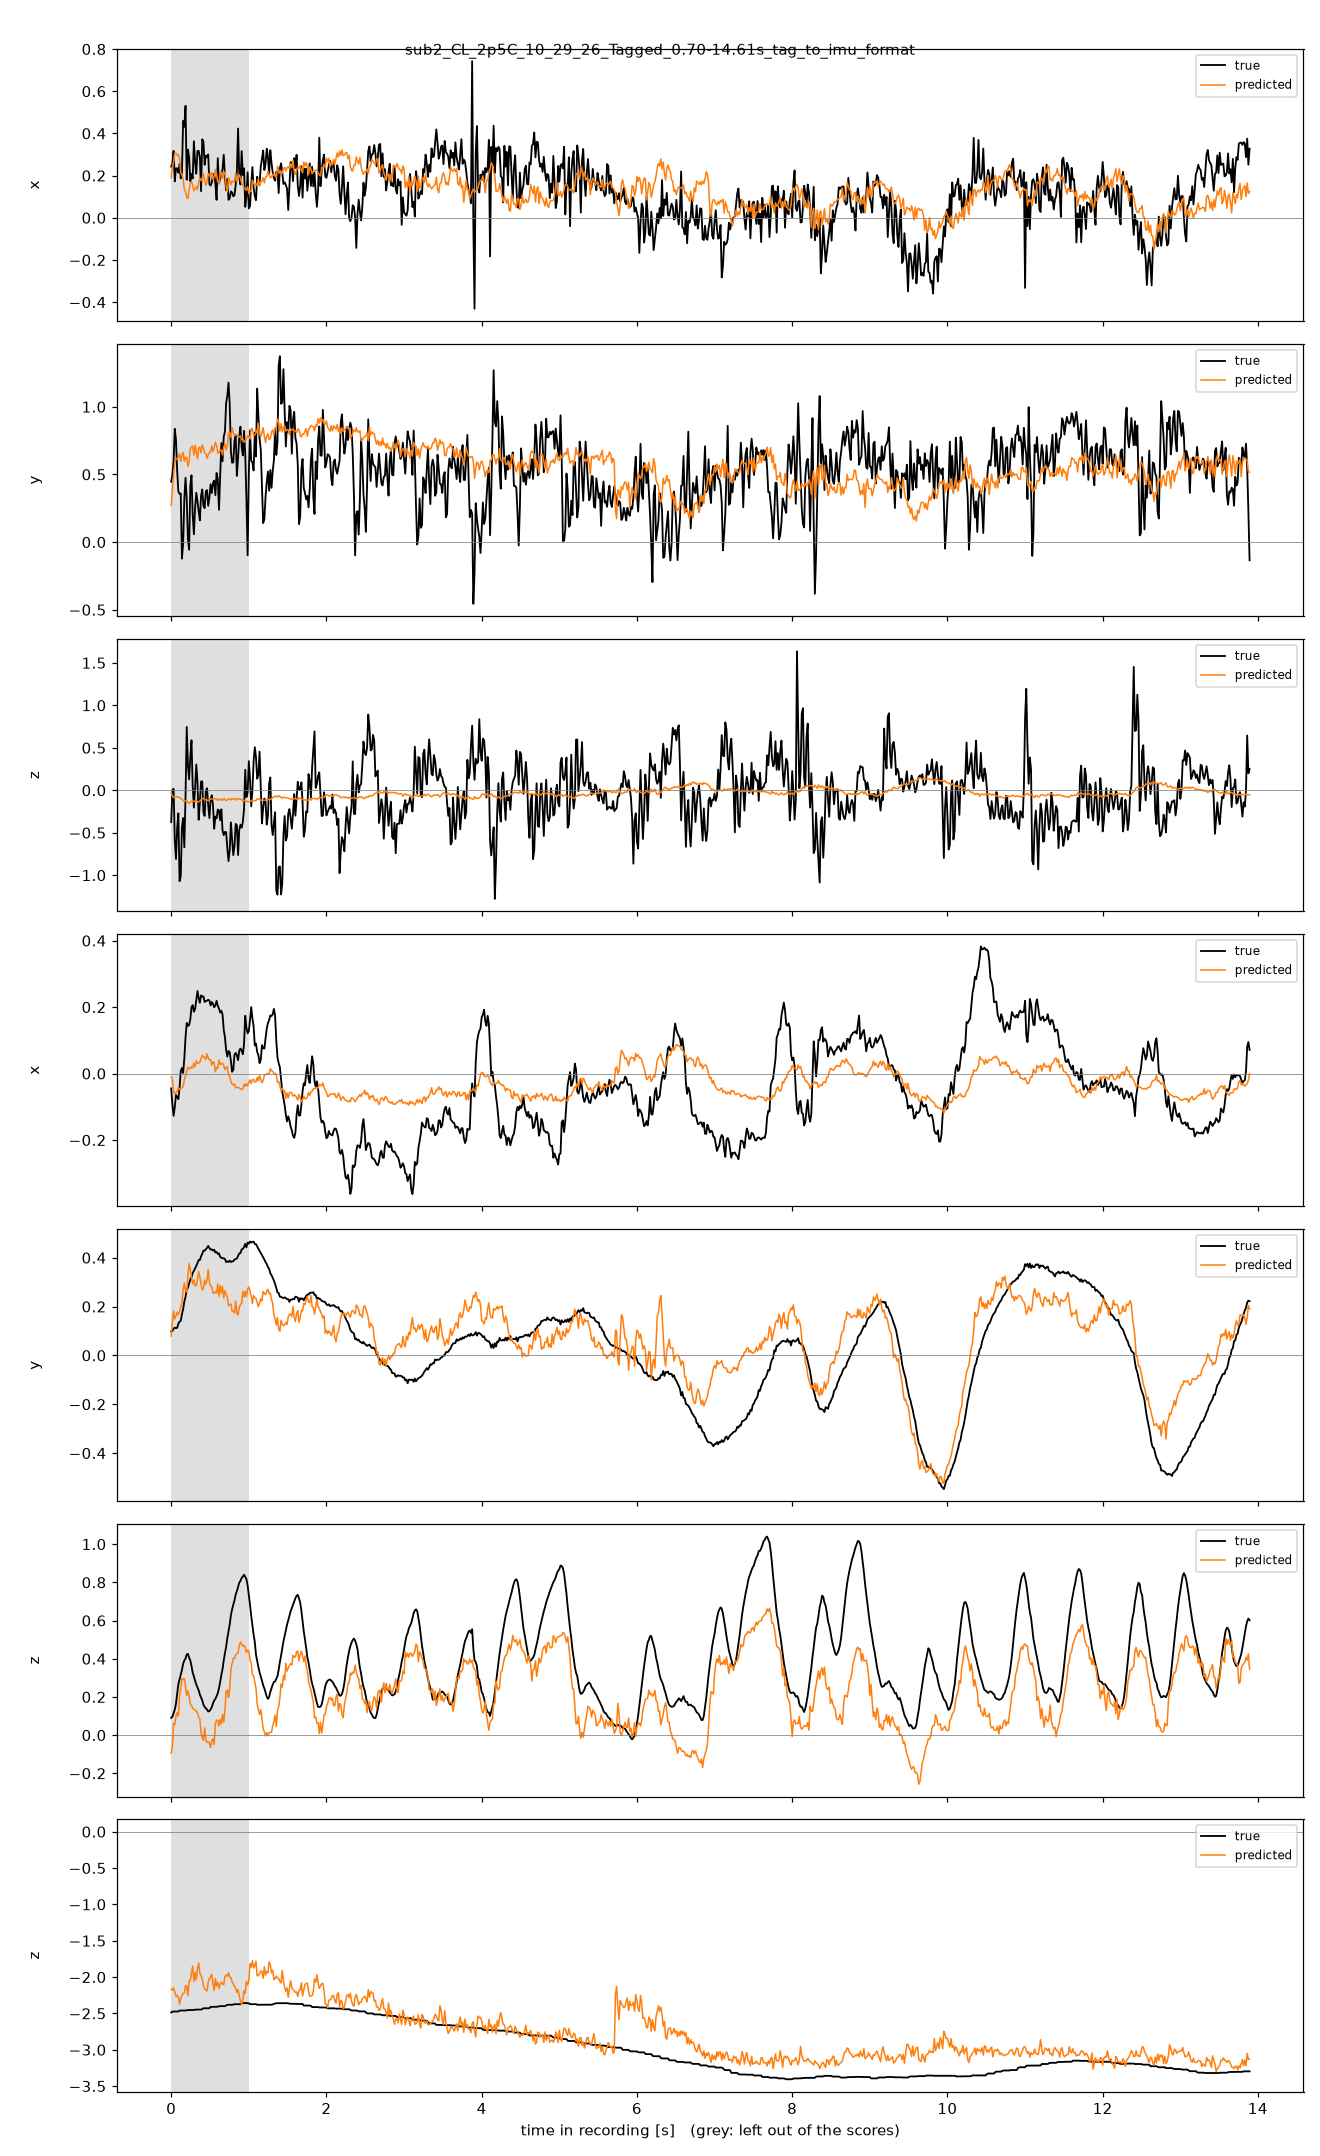 sub2_CL_2p5C_10_29_26_Tagged_0.70-14.61s_tag_to_imu_format
0.8
0.6
0.4
0.2
0.0
−0.2
−0.4
x
true
predicted
1.0
0.5
0.0
−0.5
y
true
predicted
1.5
1.0
0.5
0.0
−0.5
−1.0
z
true
predicted
0.4
0.2
0.0
−0.2
x
true
predicted
0.4
0.2
0.0
−0.2
−0.4
y
true
predicted
1.0
0.8
0.6
0.4
0.2
0.0
−0.2
z
true
predicted
0.0
−0.5
−1.0
−1.5
−2.0
−2.5
−3.0
−3.5
z
true
predicted
0 2 4 6 8 10 12 14
time in recording [s]   (grey: left out of the scores)